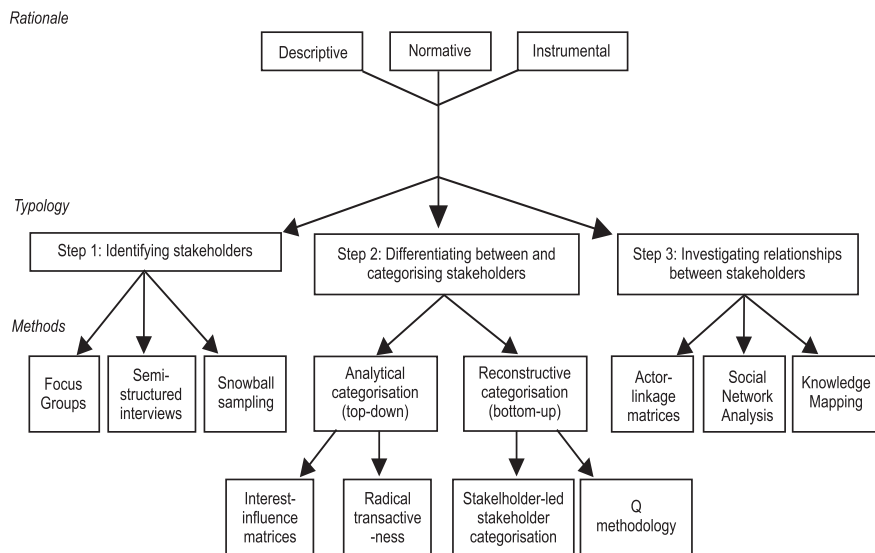 Rationale
Descriptive
Normative
Instrumental
Typology
Step 1: Identifying stakeholders
Step 2: Differentiating between and
categorising stakeholders
Step 3: Investigating relationships
between stakeholders
Methods
Focus
Groups
Semi-
structured
interviews
Snowball
sampling
Analytical
categorisation
(top-down)
Reconstructive
categorisation
(bottom-up)
Actor-
linkage
matrices
Social
Network
Analysis
Knowledge
Mapping
Interest-
influence
matrices
Radical
transactive
-ness
Stakelholder-led
stakeholder
categorisation
Q
methodology